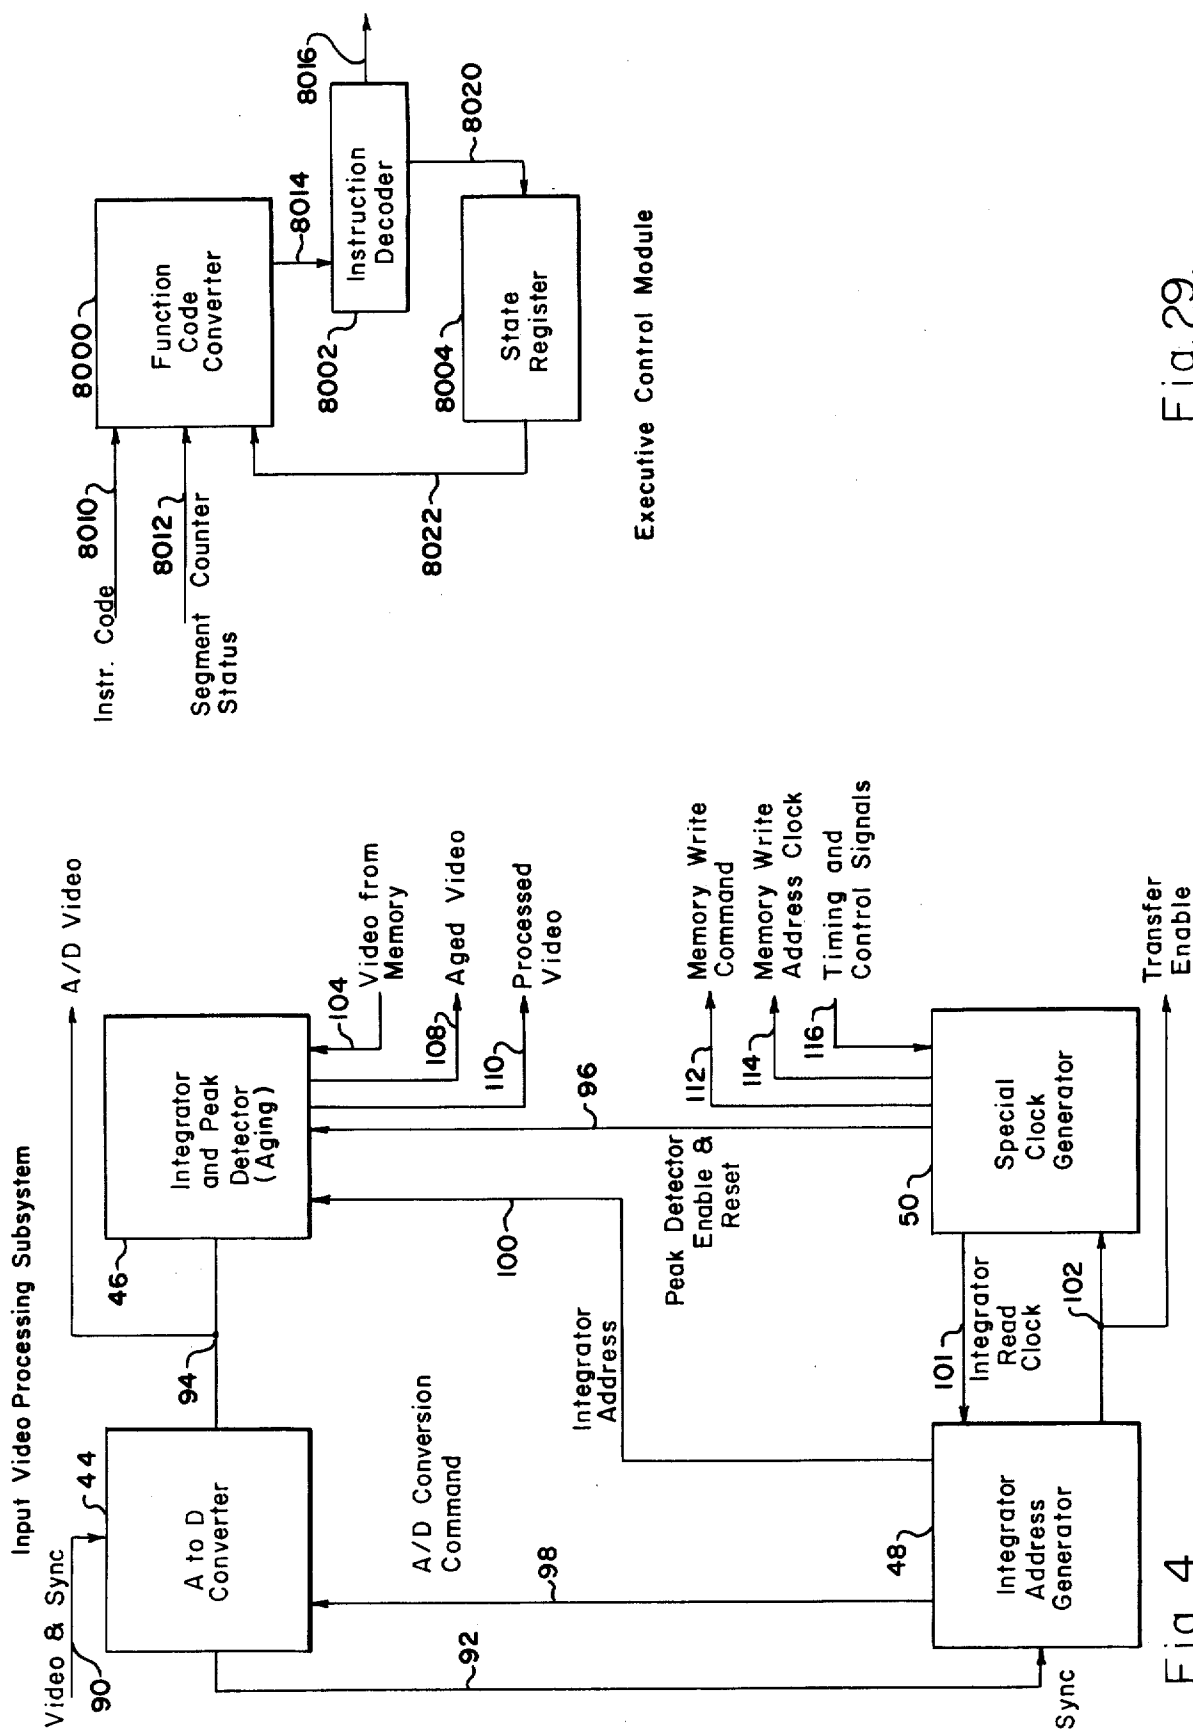 Input Video Processing Subsystem
Video & Sync
90
44
A to D
Converter
94
A/D Video
46
Integrator
and Peak
Detector
(Aging)
104
Video from
Memory
108
Aged Video
110
Processed
Video
92
98
A/D Conversion
Command
100
Integrator
Address
96
Peak Detector
Enable &
Reset
112
Memory Write
Command
114
Memory Write
Address Clock
116
Timing and
Control Signals
Sync
48
Integrator
Address
Generator
101
Integrator
Read
Clock
102
50
Special
Clock
Generator
Transfer
Enable
Fig. 4
Instr. Code
8010
8012
Segment Counter
Status
8000
Function
Code
Converter
8014
8002
Instruction
Decoder
8016
8020
8004
State
Register
8022
Executive Control Module
Fig. 29.